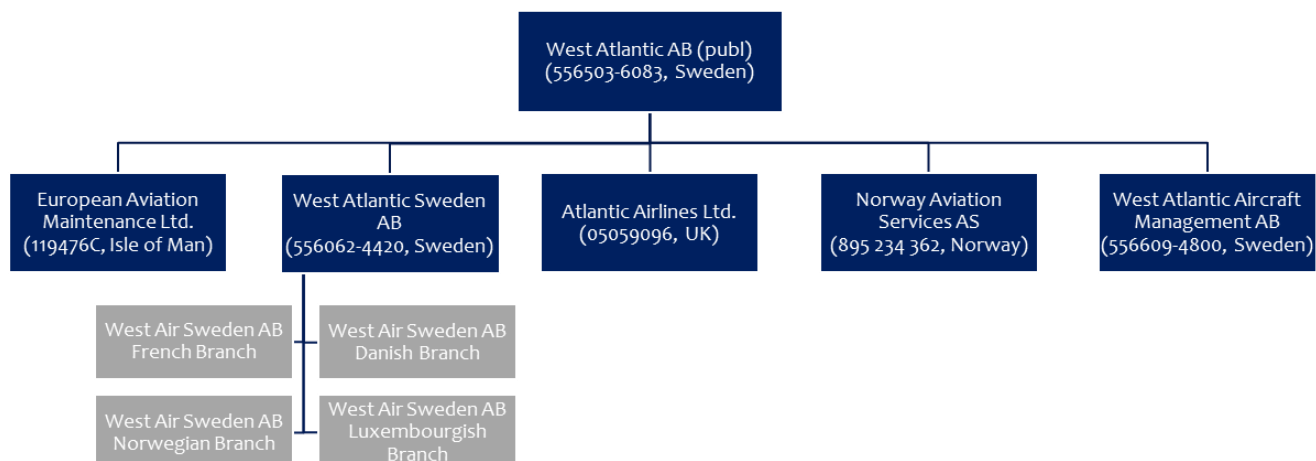 West Atlantic AB (publ)
(556503-6083, Sweden)
European Aviation
Maintenance Ltd.
(119476C, Isle of Man)
West Atlantic Sweden
AB
(556062-4420, Sweden)
Atlantic Airlines Ltd.
(05059096, UK)
Norway Aviation
Services AS
(895 234 362, Norway)
West Atlantic Aircraft
Management AB
(556609-4800, Sweden)
West Air Sweden AB
French Branch
West Air Sweden AB
Danish Branch
West Air Sweden AB
Norwegian Branch
West Air Sweden AB
Luxembourgish
Branch